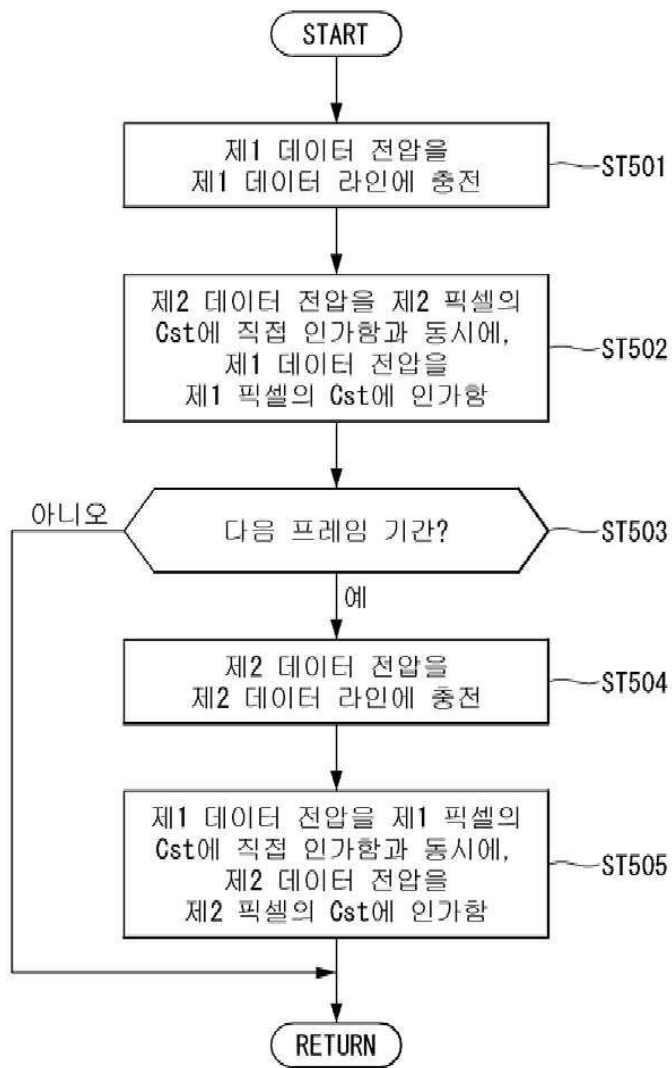 START
제1 데이터 전압을
제1 데이터 라인에 충전
ST501
제2 데이터 전압을 제2 픽셀의
Cst에 직접 인가함과 동시에,
제1 데이터 전압을
제1 픽셀의 Cst에 인가함
ST502
아니오
다음 프레임 기간?
ST503
예
제2 데이터 전압을
제2 데이터 라인에 충전
ST504
제1 데이터 전압을 제1 픽셀의
Cst에 직접 인가함과 동시에,
제2 데이터 전압을
제2 픽셀의 Cst에 인가함
ST505
RETURN